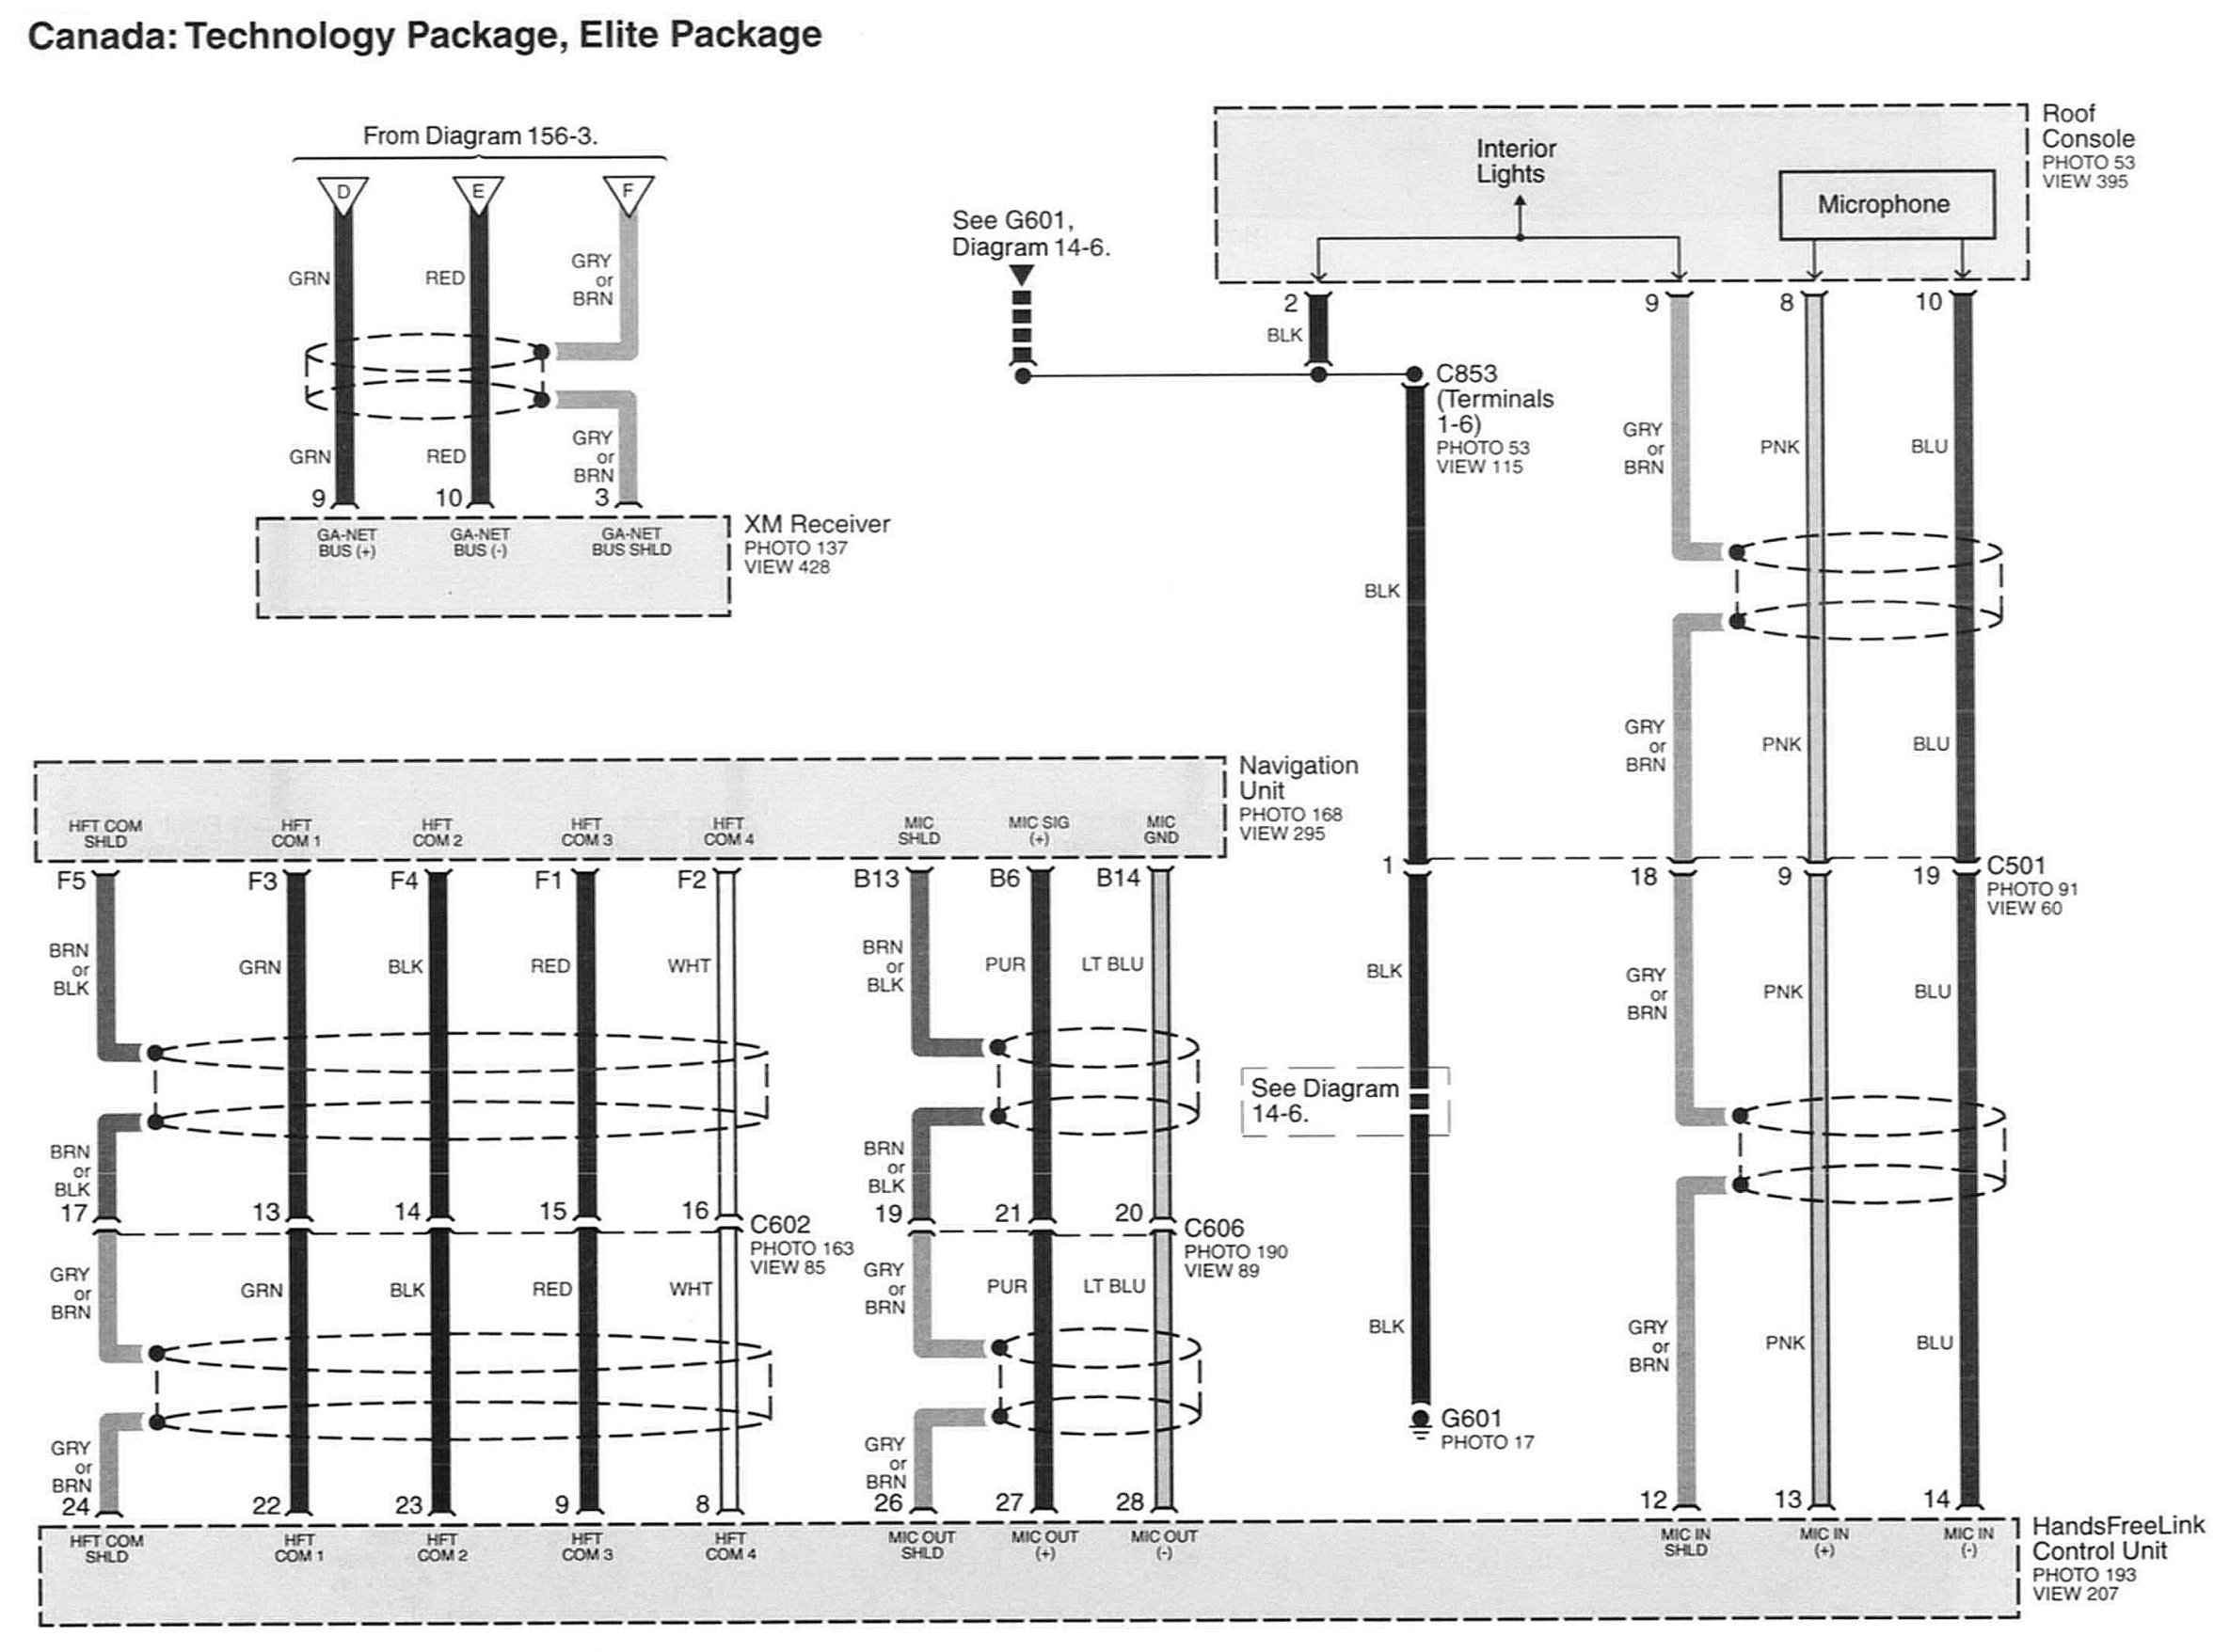 Canada: Technology Package, Elite Package
From Diagram 156-3.
D
E
F
GRN
RED
GRY
or
BRN
GRN
RED
GRY
or
BRN
9
10
3
GA-NET
BUS (+)
GA-NET
BUS (-)
GA-NET
BUS SHLD
XM Receiver
PHOTO 137
VIEW 428
See G601,
Diagram 14-6.
Interior
Lights
Microphone
Roof
Console
PHOTO 53
VIEW 395
2
9
8
10
BLK
C853
(Terminals
1-6)
PHOTO 53
VIEW 115
GRY
or
BRN
PNK
BLU
BLK
GRY
or
BRN
PNK
BLU
1
18
9
19
C501
PHOTO 91
VIEW 60
BLK
GRY
or
BRN
PNK
BLU
See Diagram
14-6.
BLK
G601
PHOTO 17
GRY
or
BRN
PNK
BLU
12
13
14
Navigation
Unit
PHOTO 168
VIEW 295
HFT COM
SHLD
HFT
COM 1
HFT
COM 2
HFT
COM 3
HFT
COM 4
MIC
SHLD
MIC SIG
(+)
MIC
GND
F5
F3
F4
F1
F2
B13
B6
B14
BRN
or
BLK
GRN
BLK
RED
WHT
BRN
or
BLK
PUR
LT BLU
BRN
or
BLK
BRN
or
BLK
17
13
14
15
16
19
21
20
C602
PHOTO 163
VIEW 85
C606
PHOTO 190
VIEW 89
GRY
or
BRN
GRN
BLK
RED
WHT
GRY
or
BRN
PUR
LT BLU
GRY
or
BRN
GRY
or
BRN
24
22
23
9
8
26
27
28
HFT COM
SHLD
HFT
COM 1
HFT
COM 2
HFT
COM 3
HFT
COM 4
MIC OUT
SHLD
MIC OUT
(+)
MIC OUT
(-)
MIC IN
SHLD
MIC IN
(+)
MIC IN
(-)
HandsFreeLink
Control Unit
PHOTO 193
VIEW 207